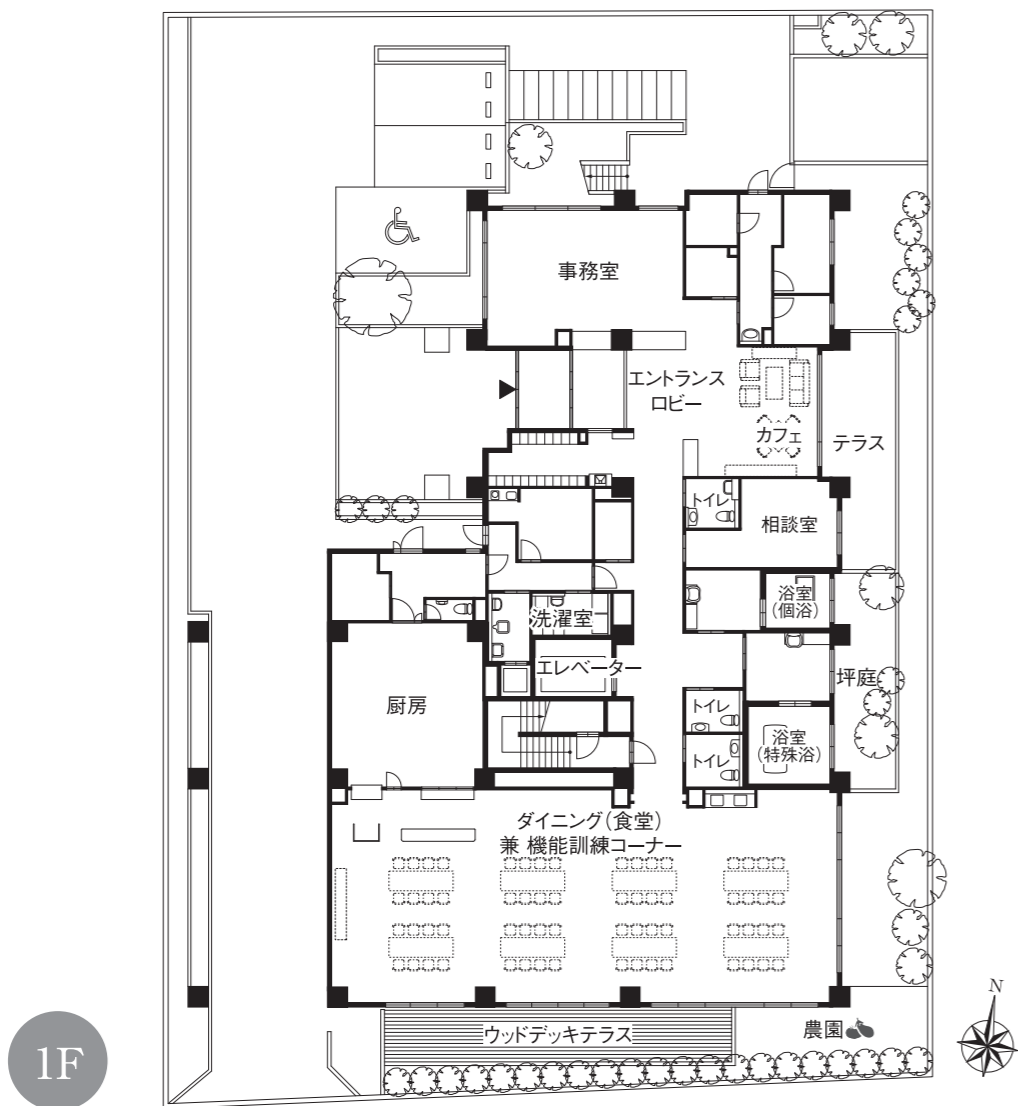 事務室
エントランス
ロビー
カフェ
テラス
トイレ
相談室
浴室
(個浴)
洗濯室
エレベーター
坪庭
厨房
トイレ
浴室
(特殊浴)
トイレ
ダイニング(食堂)
兼 機能訓練コーナー
ウッドデッキテラス
農園
N
1F